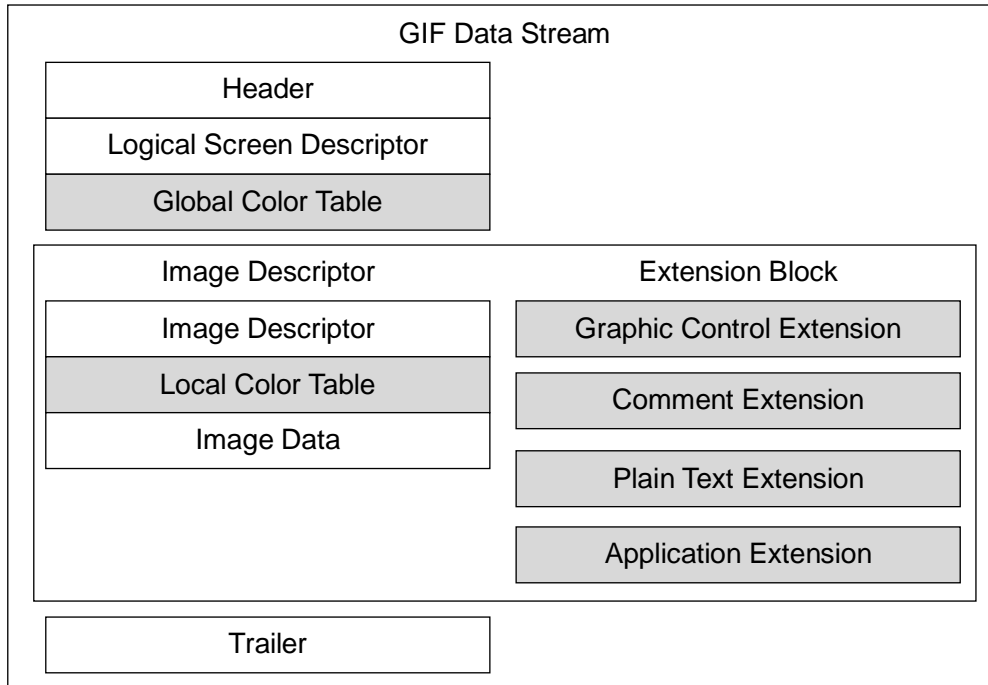 GIF Data Stream
Header
Logical Screen Descriptor
Global Color Table
Image Descriptor
Image Descriptor
Local Color Table
Image Data
Extension Block
Graphic Control Extension
Comment Extension
Plain Text Extension
Application Extension
Trailer